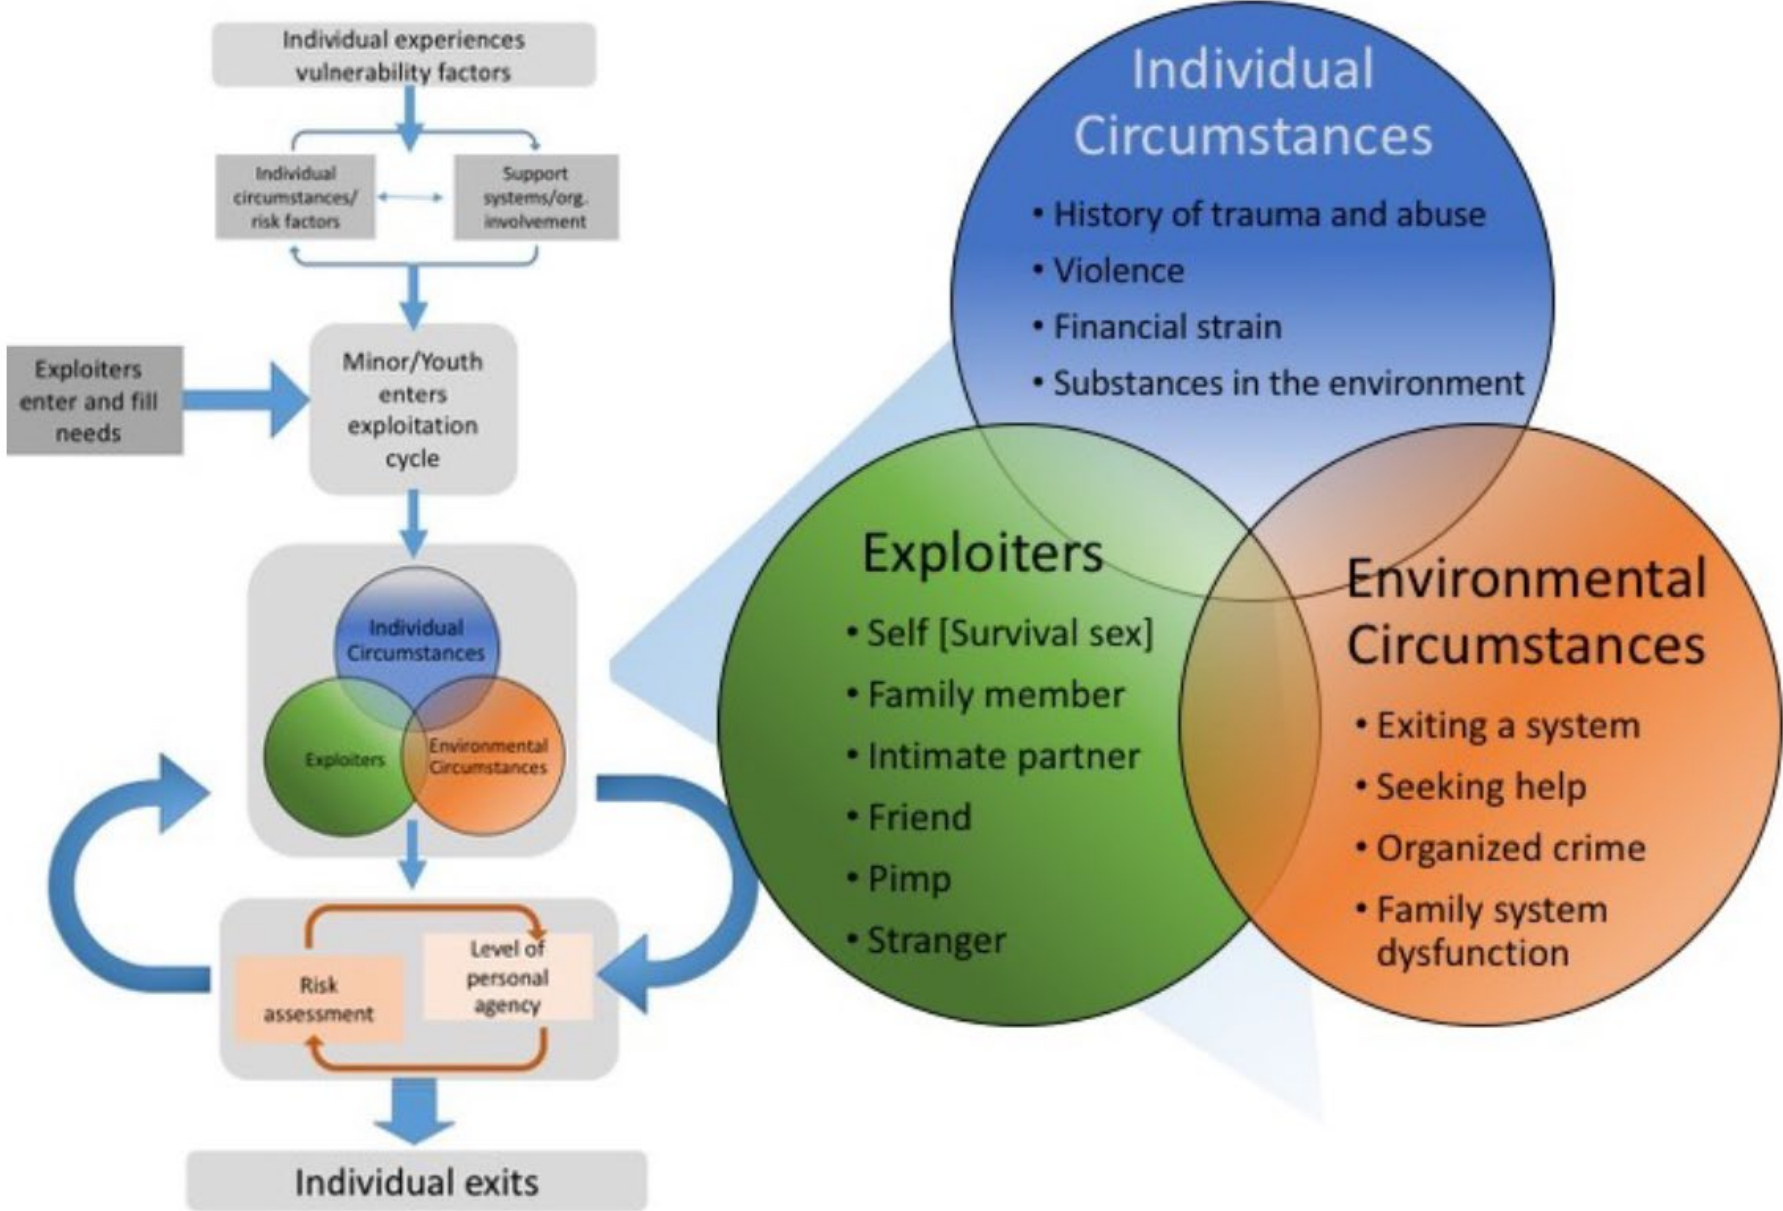 Individual experiences
vulnerability factors
Individual
circumstances/
risk factors
Support
systems/org.
involvement
Exploiters
enter and fill
needs
Minor/Youth
enters
exploitation
cycle
Individual
Circumstances
Exploiters
Environmental
Circumstances
Risk
assessment
Level of
personal
agency
Individual exits
Individual
Circumstances
• History of trauma and abuse
• Violence
• Financial strain
• Substances in the environment
Exploiters
• Self [Survival sex]
• Family member
• Intimate partner
• Friend
• Pimp
• Stranger
Environmental
Circumstances
• Exiting a system
• Seeking help
• Organized crime
• Family system
dysfunction